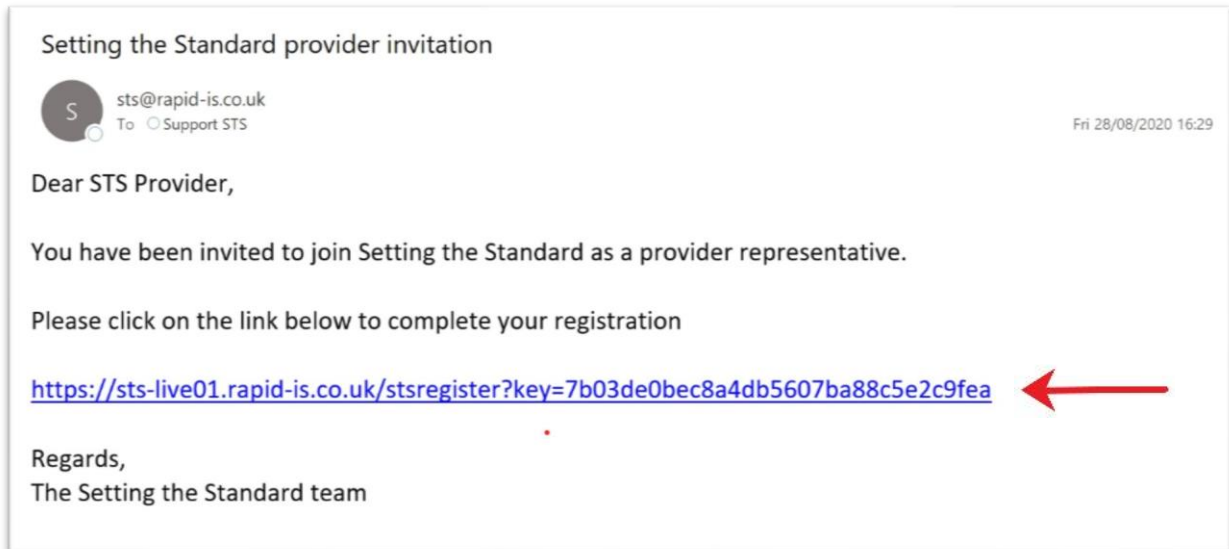 Setting the Standard provider invitation
S
sts@rapid-is.co.uk
To Support STS
Fri 28/08/2020 16:29
Dear STS Provider,
You have been invited to join Setting the Standard as a provider representative.
Please click on the link below to complete your registration
https://sts-live01.rapid-is.co.uk/stsregister?key=7b03de0bec8a4db5607ba88c5e2c9fea
Regards,
The Setting the Standard team